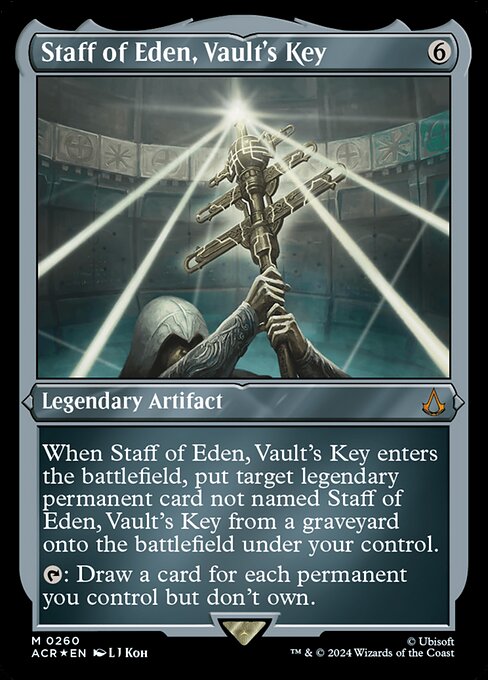 Staff of Eden, Vault's Key 6
Legendary Artifact
When Staff of Eden, Vault's Key enters
the battlefield, put target legendary
permanent card not named Staff of
Eden, Vault's Key from a graveyard
onto the battlefield under your control.
: Draw a card for each permanent
you control but don't own.
M 0260
ACR★EN LJ Koh
© Ubisoft
™ & © 2024 Wizards of the Coast